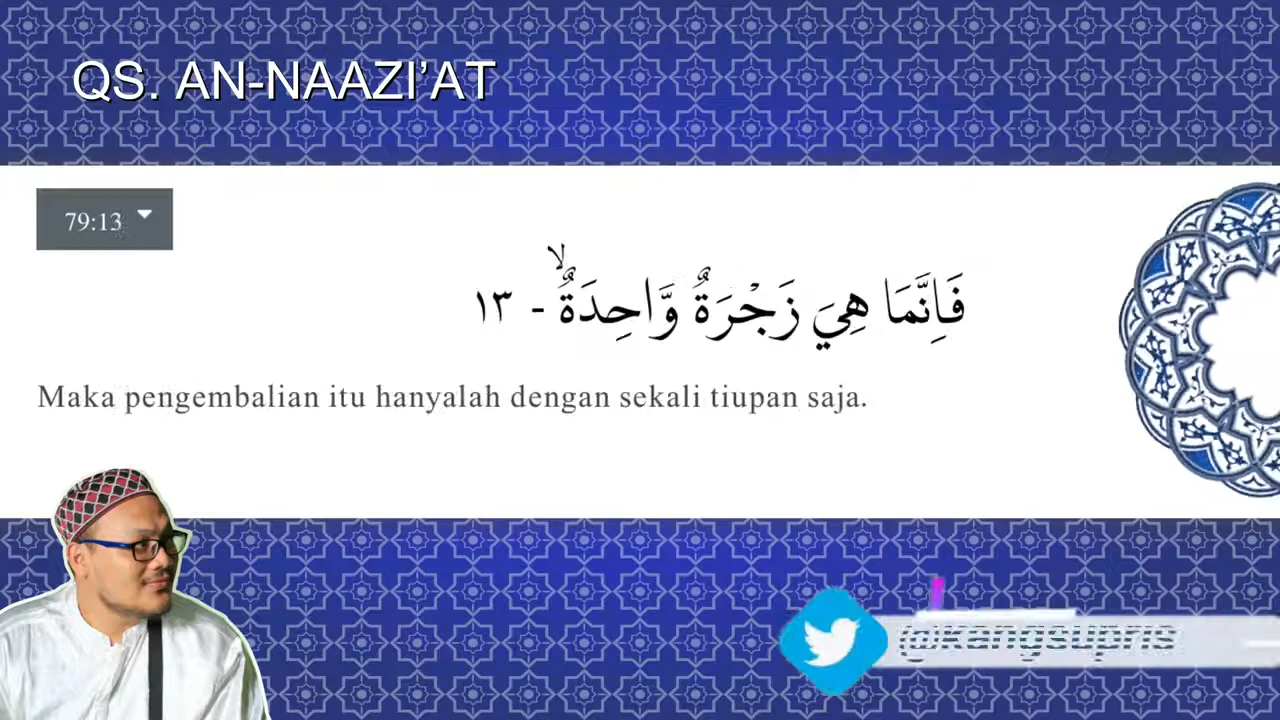 QS. AN-NAAZI’AT
79:13
فَاِنَّمَا هِيَ زَجْرَةٌ وَّاحِدَةٌۙ - ١٣
Maka pengembalian itu hanyalah dengan sekali tiupan saja.
@kangsupris